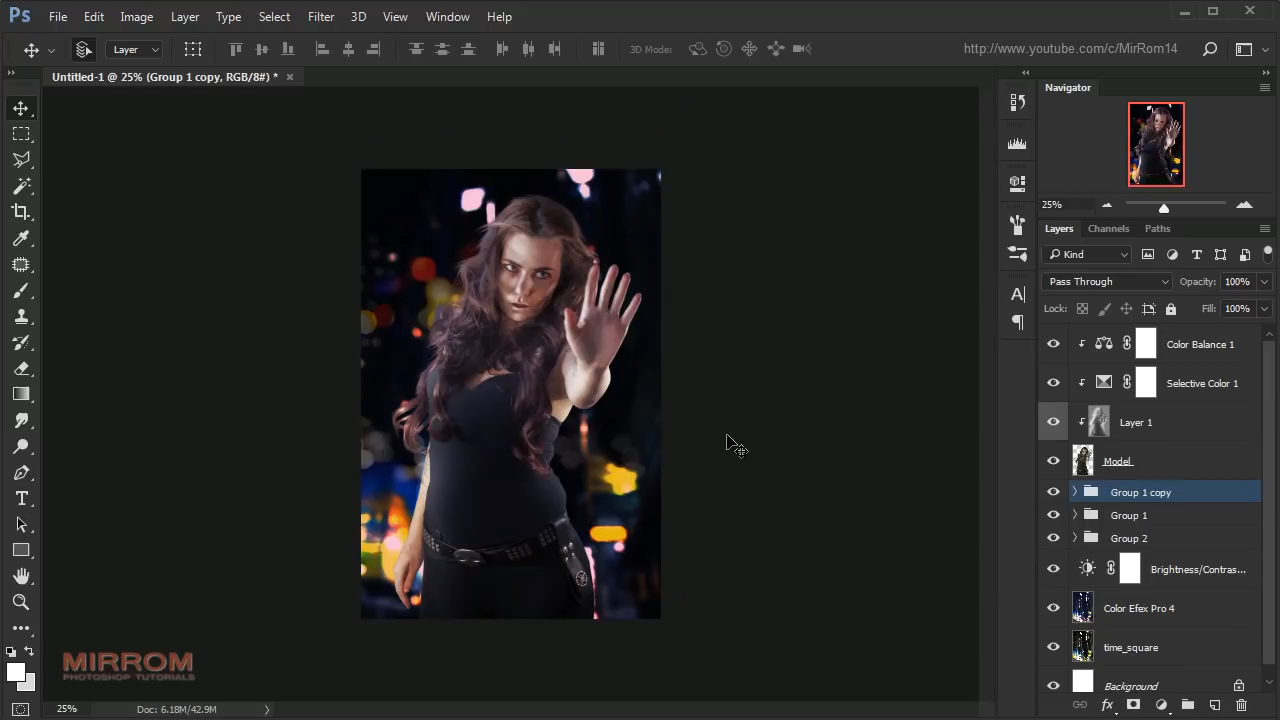 Ps File Edit Image Layer Type Select Filter 3D View Window Help
Layer 3D Mode: http://www.youtube.com/c/MirRom14
Untitled-1 @ 25% (Group 1 copy, RGB/8#) *
Navigator
25%
Layers Channels Paths
Kind
Pass Through Opacity: 100%
Lock: Fill: 100%
Color Balance 1
Selective Color 1
Layer 1
Model
Group 1 copy
Group 1
Group 2
Brightness/Contras...
Color Efex Pro 4
time_square
Background
MIRROM
PHOTOSHOP TUTORIALS
25% Doc: 6.18M/42.9M